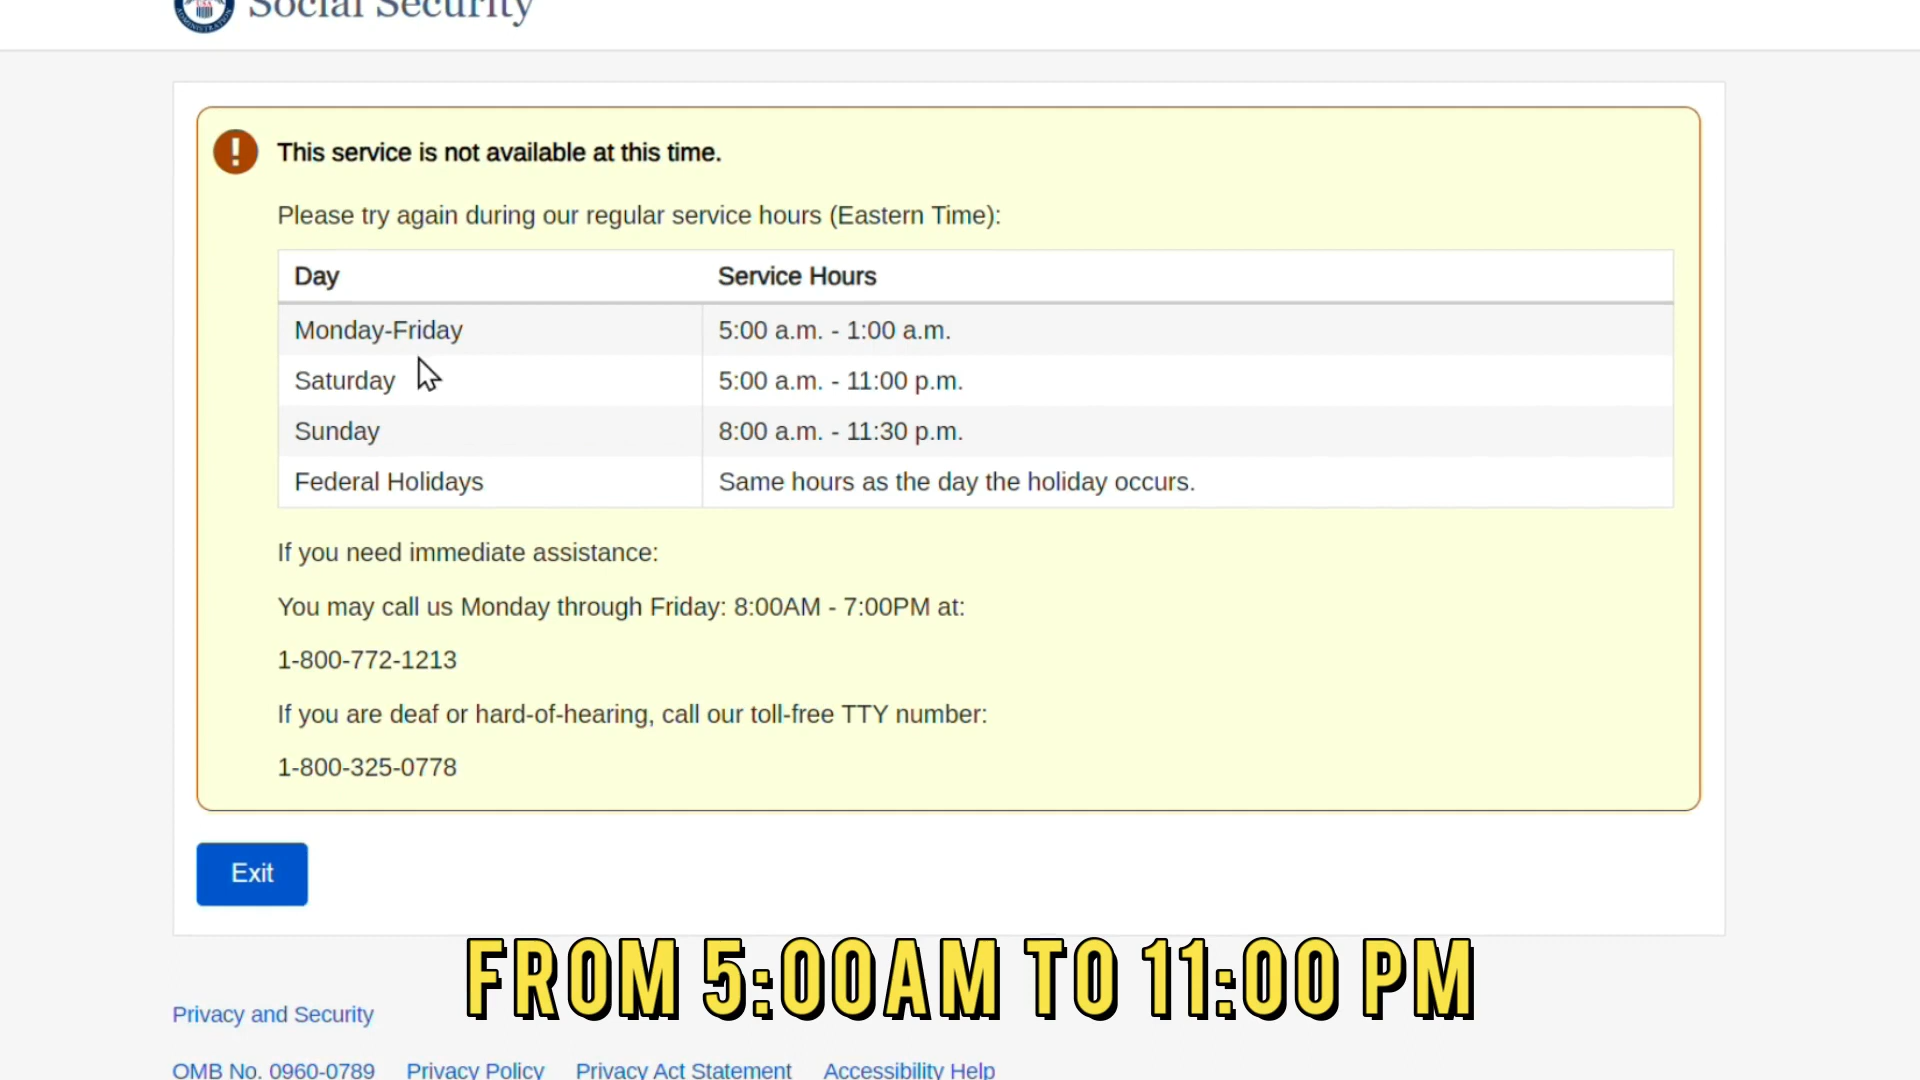 Social Security
This service is not available at this time.
Please try again during our regular service hours (Eastern Time):
Day Service Hours
Monday-Friday 5:00 a.m. - 1:00 a.m.
Saturday 5:00 a.m. - 11:00 p.m.
Sunday 8:00 a.m. - 11:30 p.m.
Federal Holidays Same hours as the day the holiday occurs.
If you need immediate assistance:
You may call us Monday through Friday: 8:00AM - 7:00PM at:
1-800-772-1213
If you are deaf or hard-of-hearing, call our toll-free TTY number:
1-800-325-0778
Exit
FROM 5:00AM TO 11:00 PM
Privacy and Security
OMB No. 0960-0789 Privacy Policy Privacy Act Statement Accessibility Help